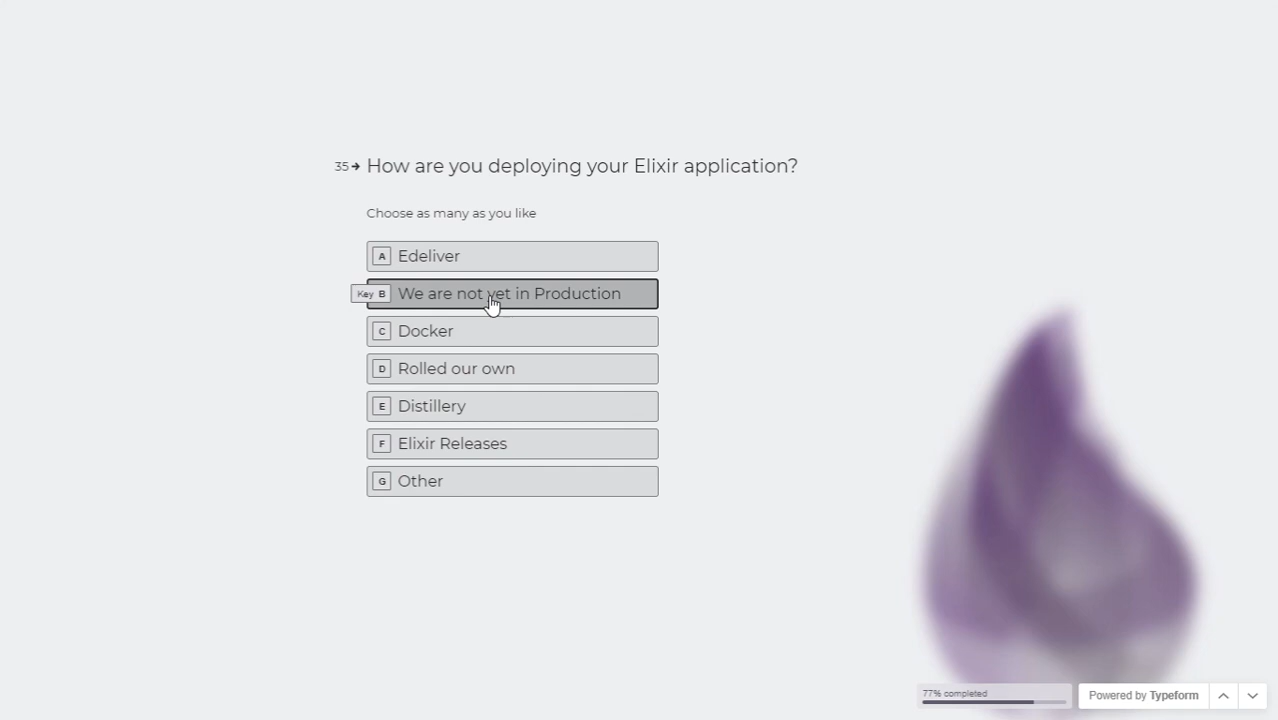 35 How are you deploying your Elixir application?
Choose as many as you like
A Edeliver
Key B We are not yet in Production
C Docker
D Rolled our own
E Distillery
F Elixir Releases
G Other
77% completed
Powered by Typeform